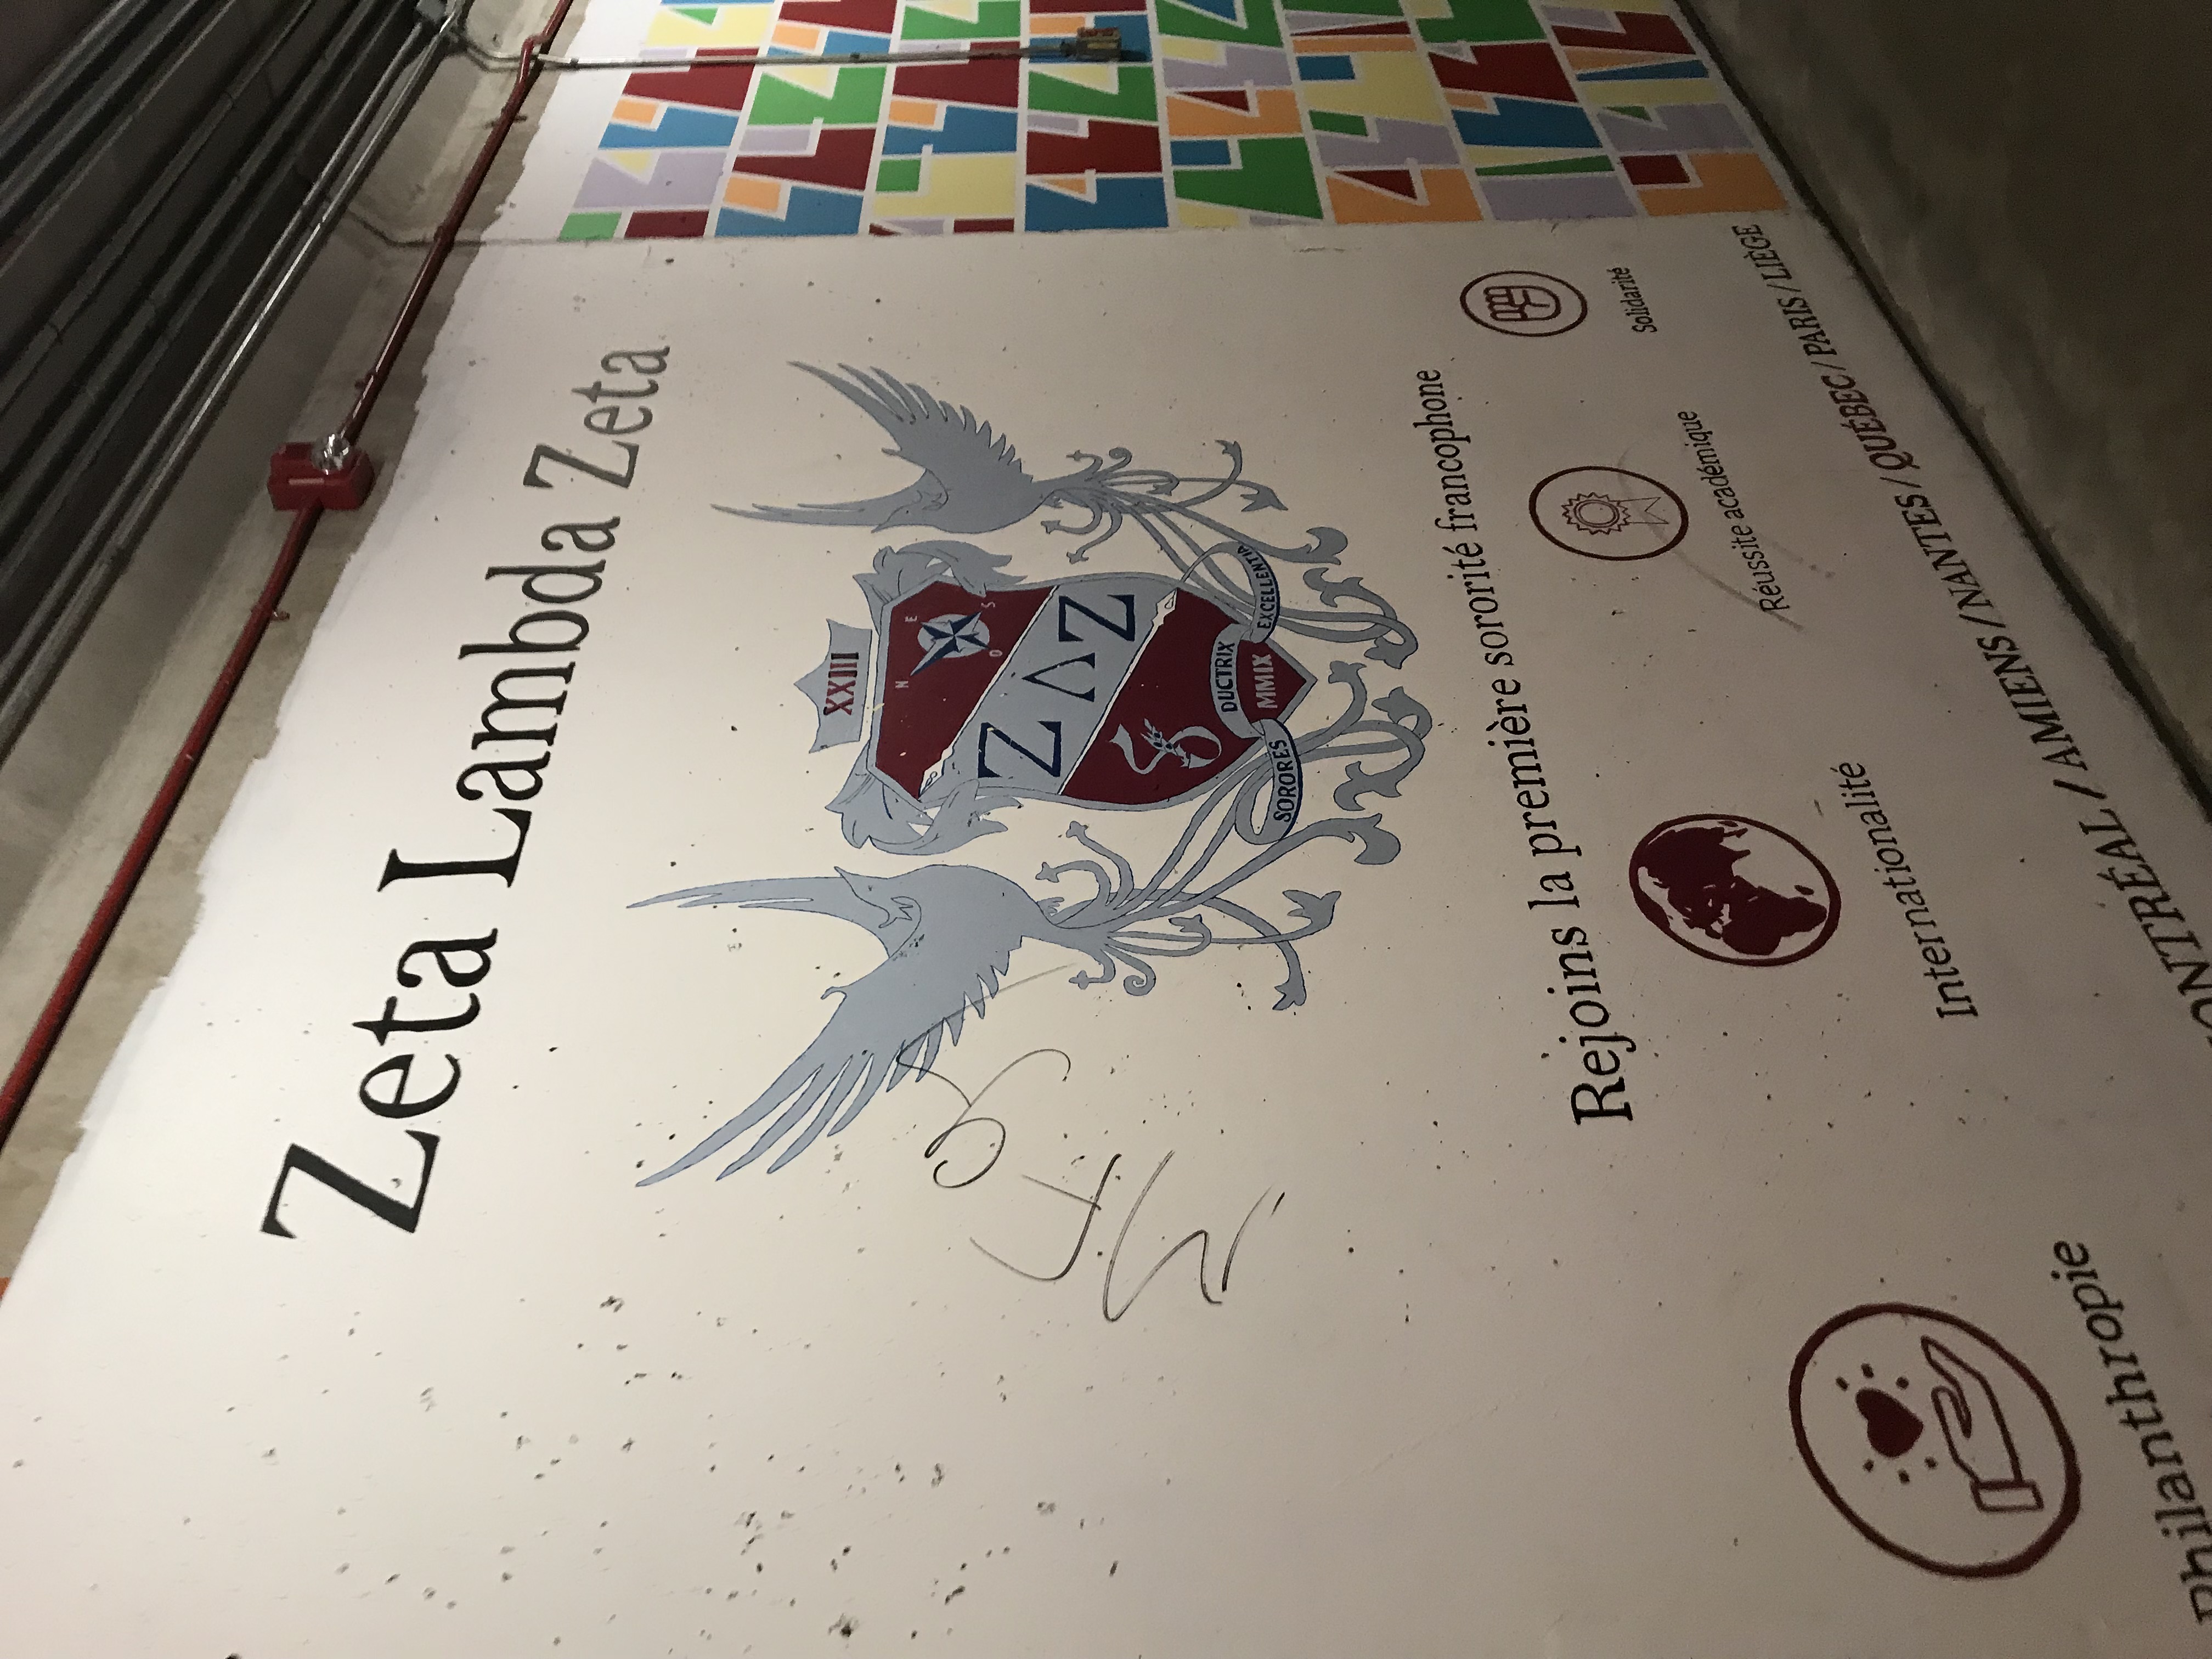 Zeta Lambda Zeta
XXIII
N E
O S
Z Λ Z
DUCTRIX
SORORES MMIX EXCELLENTIA
Rejoins la première sororité francophone
Philanthropie
Internationalité
Réussite académique
Solidarité
MONTRÉAL / AMIENS / NANTES / QUÉBEC / PARIS / LIÈGE